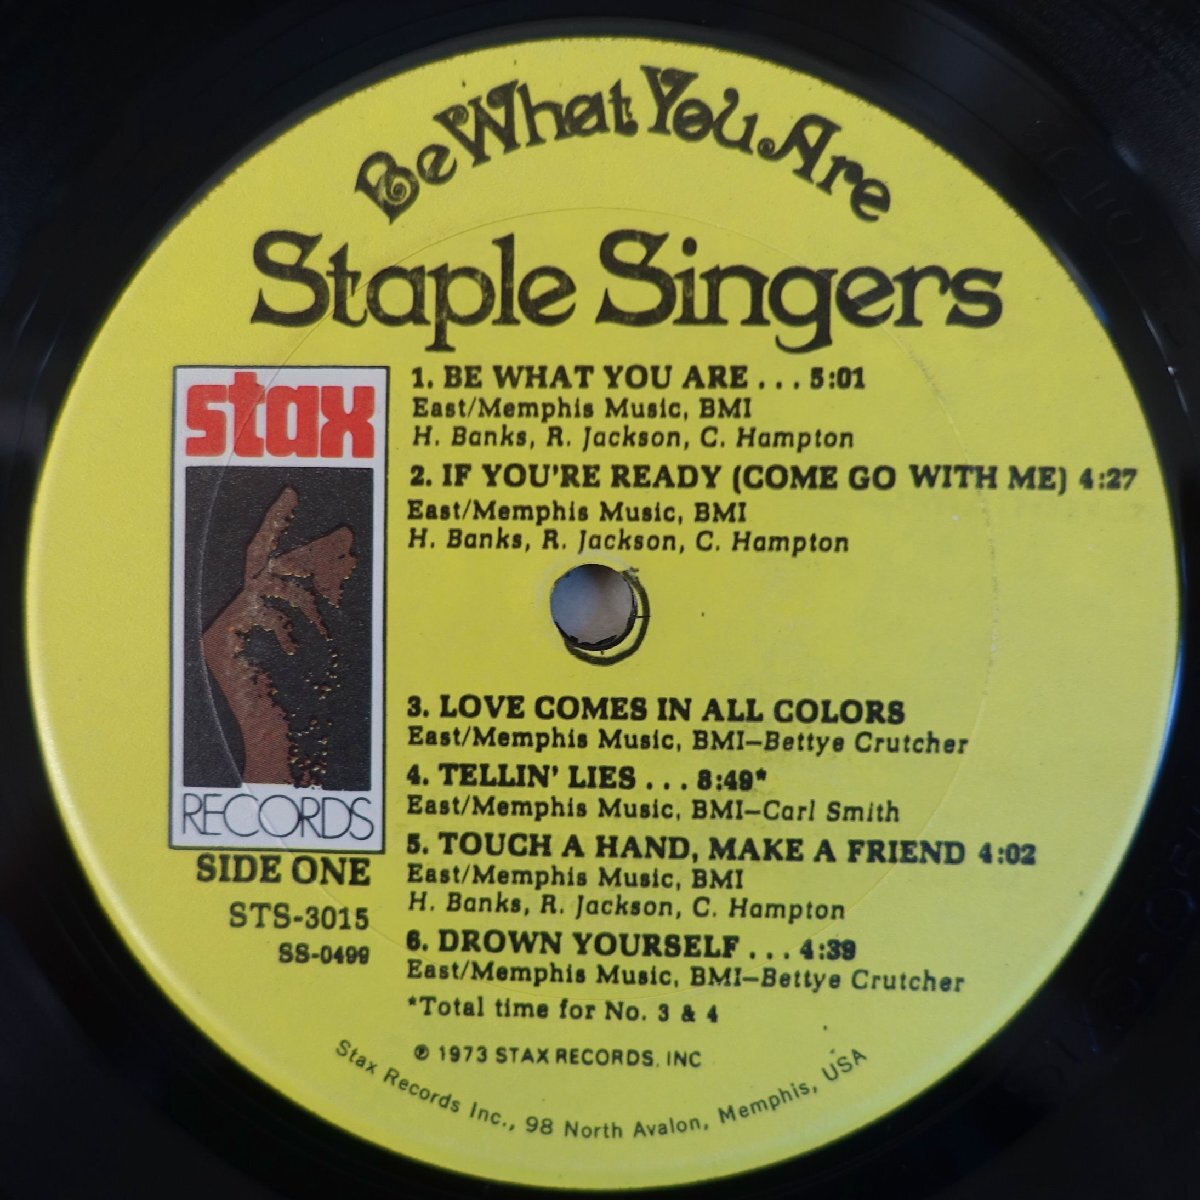 Be What You Are
Staple Singers
stax
RECORDS
SIDE ONE
STS-3015
SS-0499
1. BE WHAT YOU ARE . . . 5:01
East/Memphis Music, BMI
H. Banks, R. Jackson, C. Hampton
2. IF YOU'RE READY (COME GO WITH ME) 4:27
East/Memphis Music, BMI
H. Banks, R. Jackson, C. Hampton
3. LOVE COMES IN ALL COLORS
East/Memphis Music, BMI—Bettye Crutcher
4. TELLIN' LIES . . . 8:49*
East/Memphis Music, BMI—Carl Smith
5. TOUCH A HAND, MAKE A FRIEND 4:02
East/Memphis Music, BMI
H. Banks, R. Jackson, C. Hampton
6. DROWN YOURSELF . . . 4:39
East/Memphis Music, BMI—Bettye Crutcher
*Total time for No. 3 & 4
℗ 1973 STAX RECORDS, INC
Stax Records Inc., 98 North Avalon, Memphis, USA